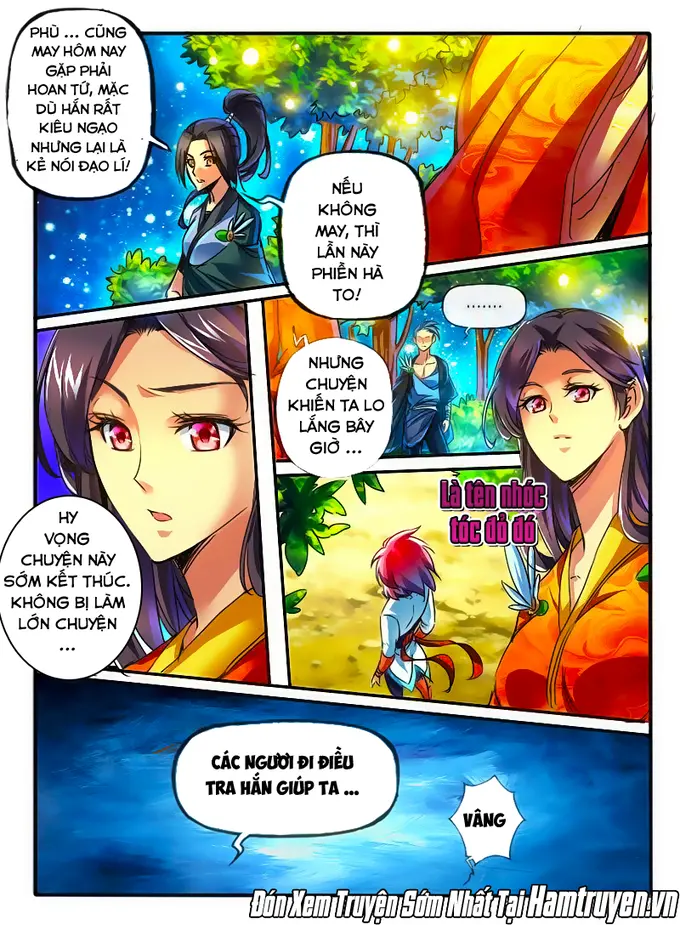 PHÙ ... CŨNG
MAY HÔM NAY
GẶP PHẢI
HOAN TỨ, MẶC
DÙ HẮN RẤT
KIÊU NGẠO
NHƯNG LẠI LÀ
KẺ NÓI ĐẠO LÍ!
NẾU
KHÔNG
MAY, THÌ
LẦN NÀY
PHIỀN HÀ
TO!
.......
NHƯNG
CHUYỆN
KHIẾN TA LO
LẮNG BÂY
GIỜ ...
Là tên nhóc
tóc đỏ đó
HY
VỌNG
CHUYỆN NÀY
SỚM KẾT THÚC.
KHÔNG BỊ LÀM
LỚN CHUYỆN
...
CÁC NGƯƠI ĐI ĐIỀU
TRA HẮN GIÚP TA ...
VÂNG
Đón Xem Truyện Sớm Nhất Tại Hamtruyen.vn